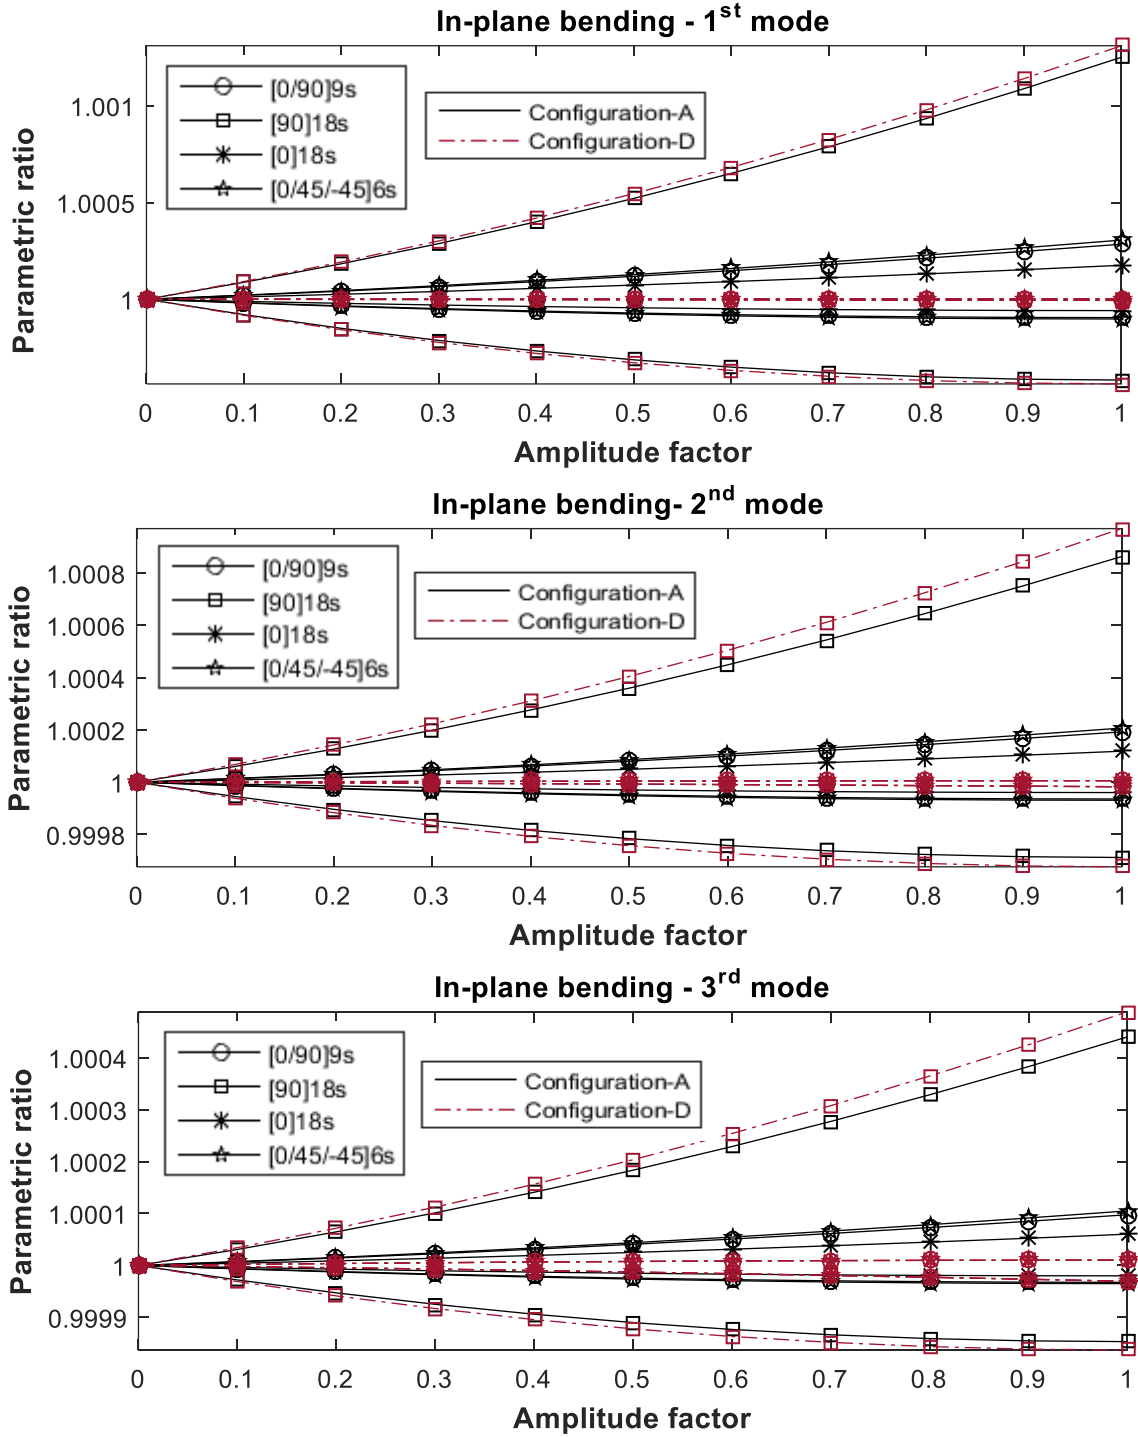 In-plane bending - 1st mode
[0/90]9s
[90]18s
[0]18s
[0/45/-45]6s
Configuration-A
Configuration-D
Parametric ratio
1.001
1.0005
1
0 0.1 0.2 0.3 0.4 0.5 0.6 0.7 0.8 0.9 1
Amplitude factor
In-plane bending- 2nd mode
[0/90]9s
[90]18s
[0]18s
[0/45/-45]6s
Configuration-A
Configuration-D
Parametric ratio
1.0008
1.0006
1.0004
1.0002
1
0.9998
0 0.1 0.2 0.3 0.4 0.5 0.6 0.7 0.8 0.9 1
Amplitude factor
In-plane bending - 3rd mode
[0/90]9s
[90]18s
[0]18s
[0/45/-45]6s
Configuration-A
Configuration-D
Parametric ratio
1.0004
1.0003
1.0002
1.0001
1
0.9999
0 0.1 0.2 0.3 0.4 0.5 0.6 0.7 0.8 0.9 1
Amplitude factor